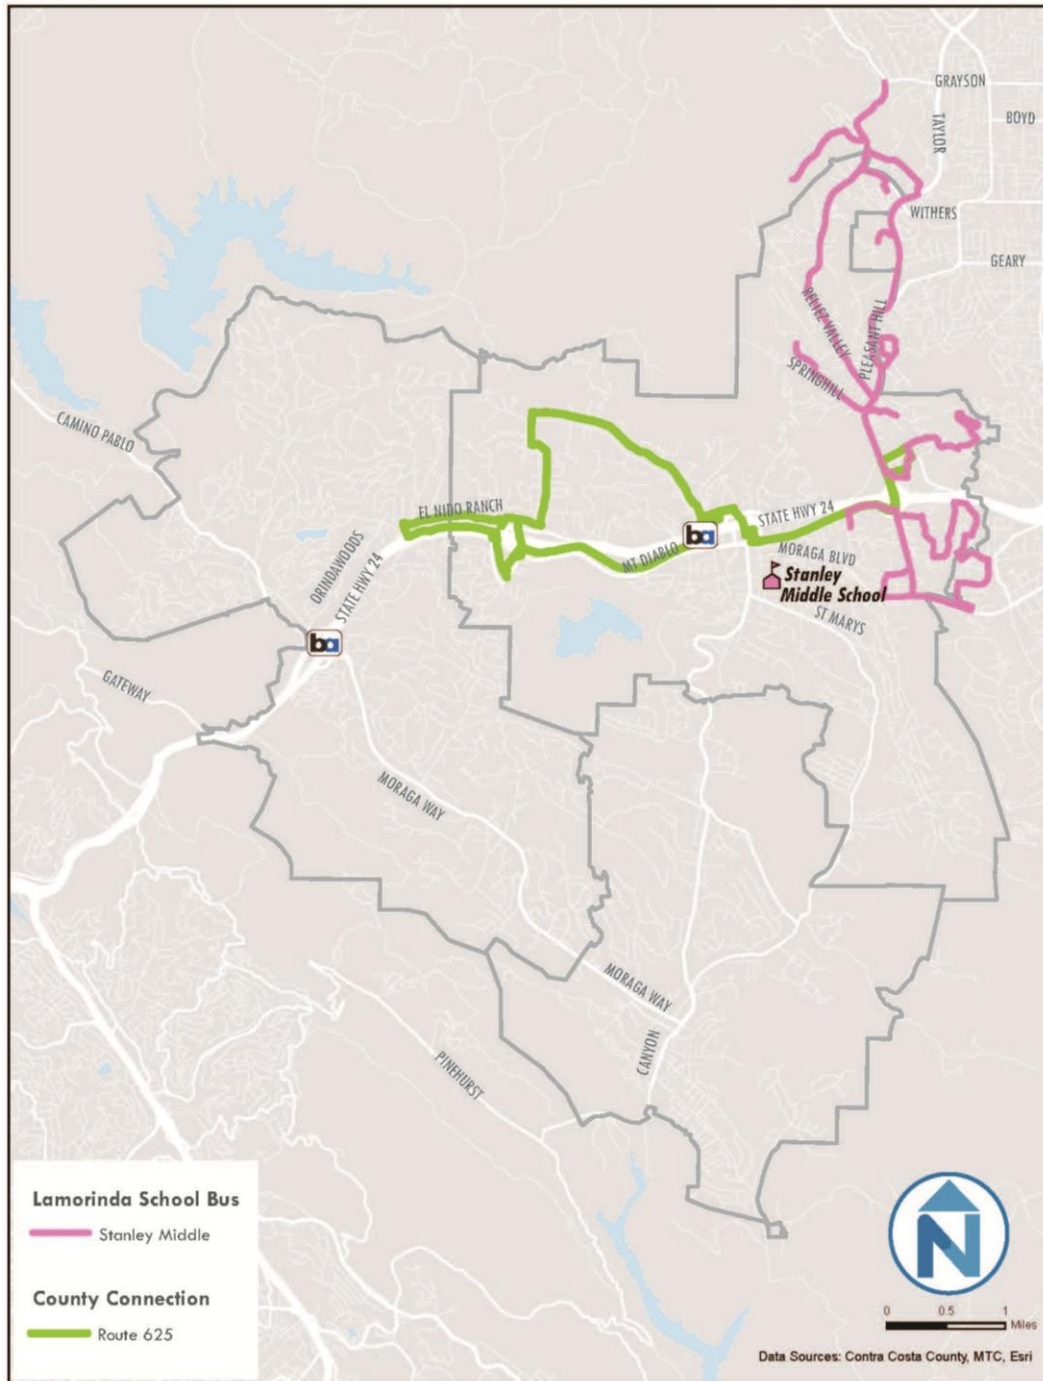 GRAYSON
BOYD
TAYLOR
WITHERS
GEARY
RELIEZ VALLEY
PLEASANT HILL
SPRINGHILL
CAMINO PABLO
EL NIDO RANCH
STATE HWY 24
ORINDAWOODS
STATE HWY 24
MT DIABLO
ba
MORAGA BLVD
Stanley
Middle School
ST MARYS
ba
GATEWAY
MORAGA WAY
MORAGA WAY
CANYON
PINEHURST
Lamorinda School Bus
Stanley Middle
County Connection
Route 625
N
0 0.5 1
Miles
Data Sources: Contra Costa County, MTC, Esri